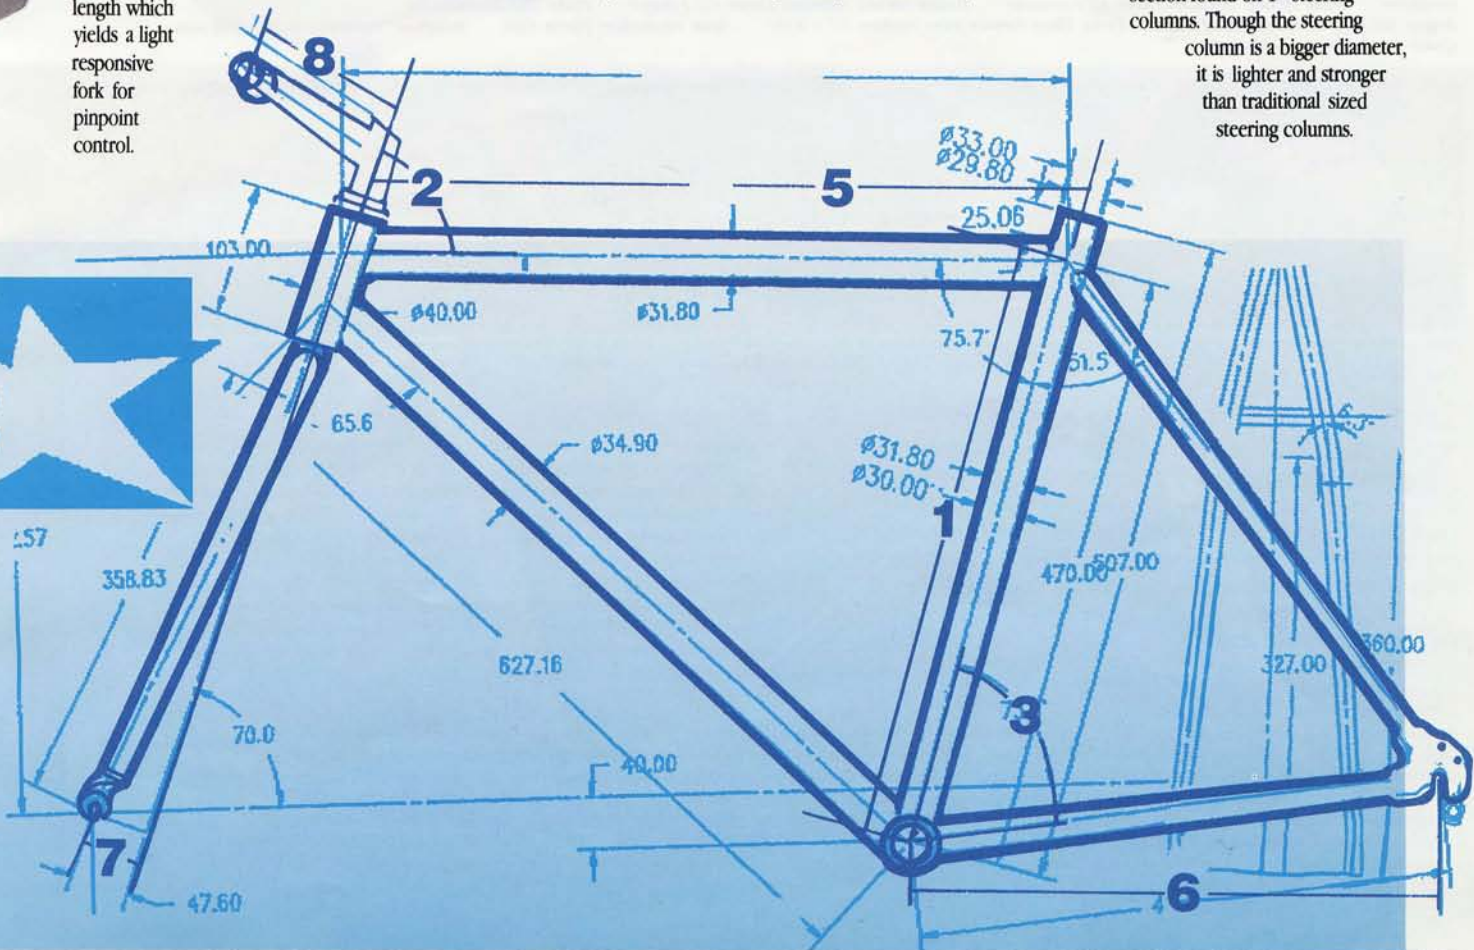 length which
yields a light
responsive
fork for
pinpoint
control.
columns. Though the steering
column is a bigger diameter,
it is lighter and stronger
than traditional sized
steering columns.
8
2
5
ø33.00
ø29.80
25.06
103.00
ø40.00
ø31.80
75.7
51.5
65.6
ø34.90
ø31.80
ø30.00
1
57
358.83
470.00
507.00
627.16
327.00
360.00
70.0
3
40.00
7
47.60
6
4